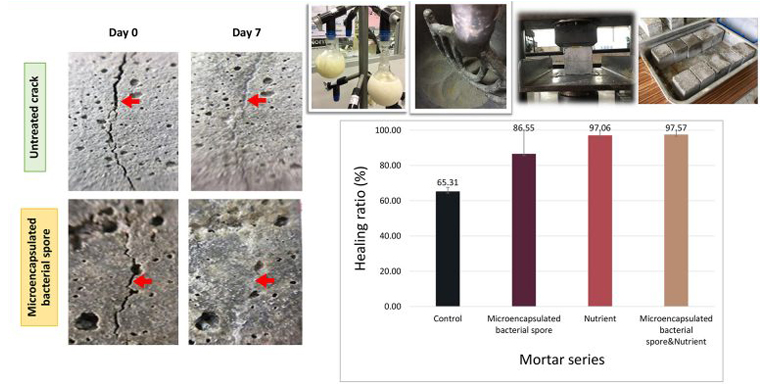 Day 0
Day 7
Untreated crack
Microencapsulated
bacterial spore
Healing ratio (%)
100.00
80.00
60.00
40.00
20.00
0.00
65.31
86.55
97.06
97.57
Control
Microencapsulated
bacterial spore
Nutrient
Microencapsulated
bacterial
spore&Nutrient
Mortar series